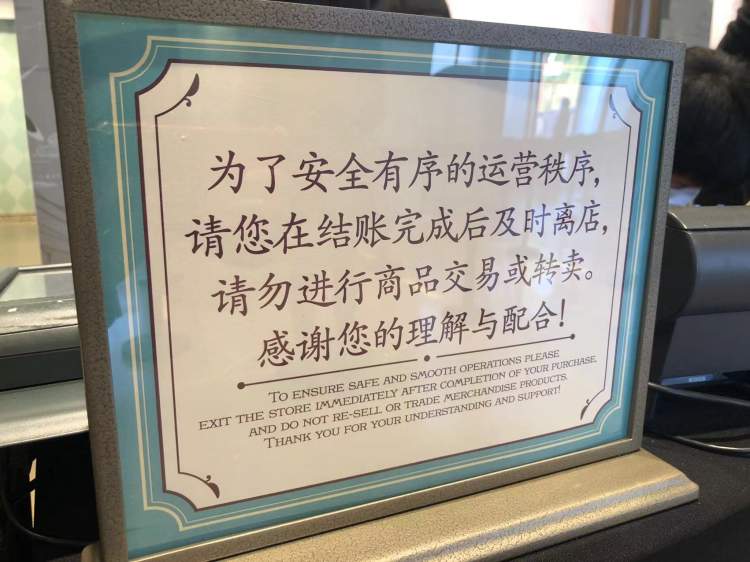 为了安全有序的运营秩序,
请您在结账完成后及时离店,
请勿进行商品交易或转卖。
感谢您的理解与配合!
TO ENSURE SAFE AND SMOOTH OPERATIONS PLEASE
EXIT THE STORE IMMEDIATELY AFTER COMPLETION OF YOUR PURCHASE,
AND DO NOT RE-SELL OR TRADE MERCHANDISE PRODUCTS.
THANK YOU FOR YOUR UNDERSTANDING AND SUPPORT!